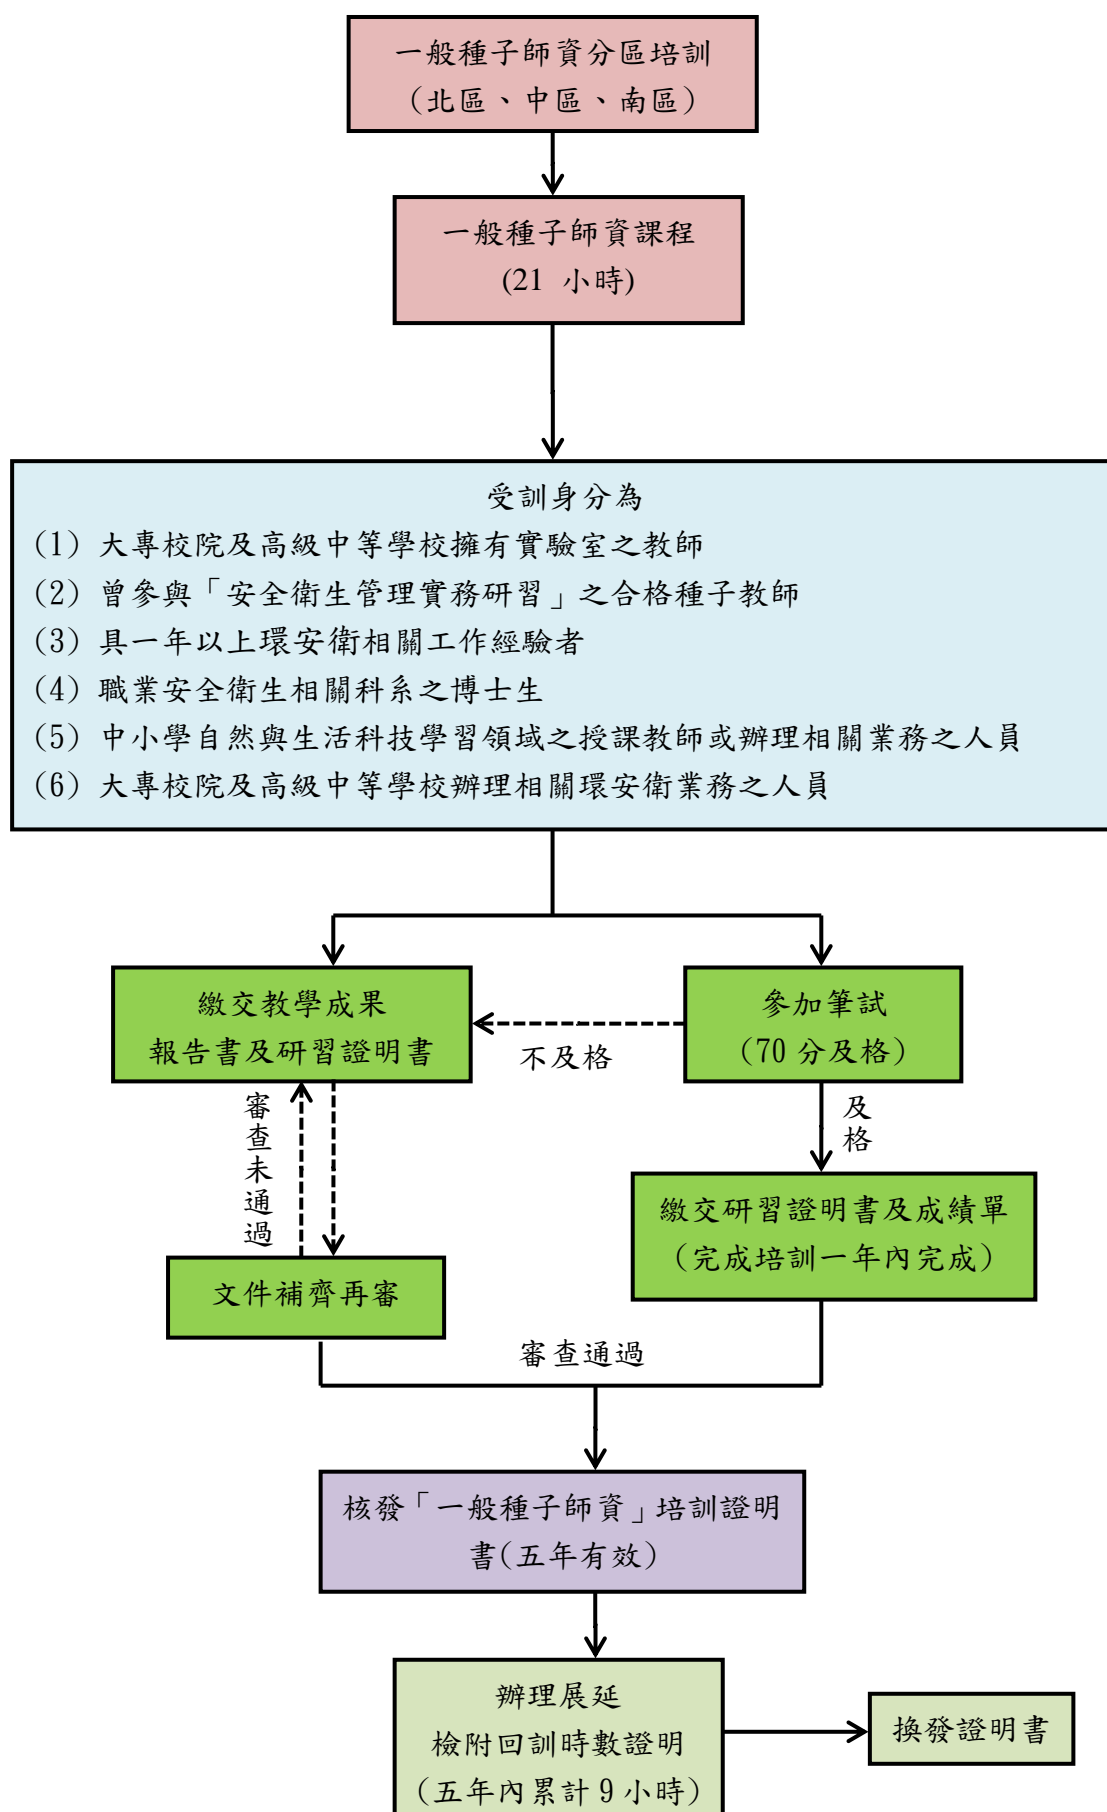 一般種子師資分區培訓
（北區、中區、南區）
一般種子師資課程
(21 小時)
受訓身分為
（1）大專校院及高級中等學校擁有實驗室之教師
（2）曾參與「安全衛生管理實務研習」之合格種子教師
（3）具一年以上環安衛相關工作經驗者
（4）職業安全衛生相關科系之博士生
（5）中小學自然與生活科技學習領域之授課教師或辦理相關業務之人員
（6）大專校院及高級中等學校辦理相關環安衛業務之人員
繳交教學成果
報告書及研習證明書
不及格
參加筆試
（70 分及格）
審查未通過
及格
繳交研習證明書及成績單
（完成培訓一年內完成）
文件補齊再審
審查通過
核發「一般種子師資」培訓證明
書（五年有效）
辦理展延
檢附回訓時數證明
（五年內累計 9 小時）
換發證明書